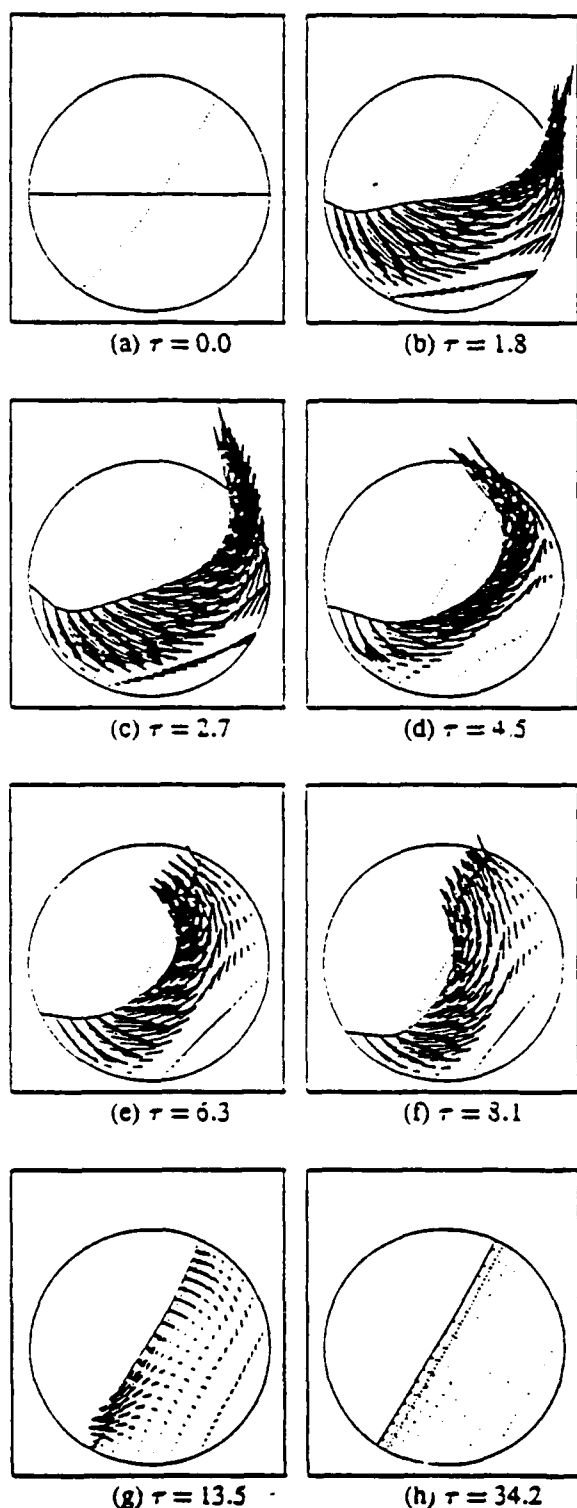 (a) τ = 0.0
(b) τ = 1.8
(c) τ = 2.7
(d) τ = 4.5
(e) τ = 6.3
(f) τ = 8.1
(g) τ = 13.5
(h) τ = 34.2